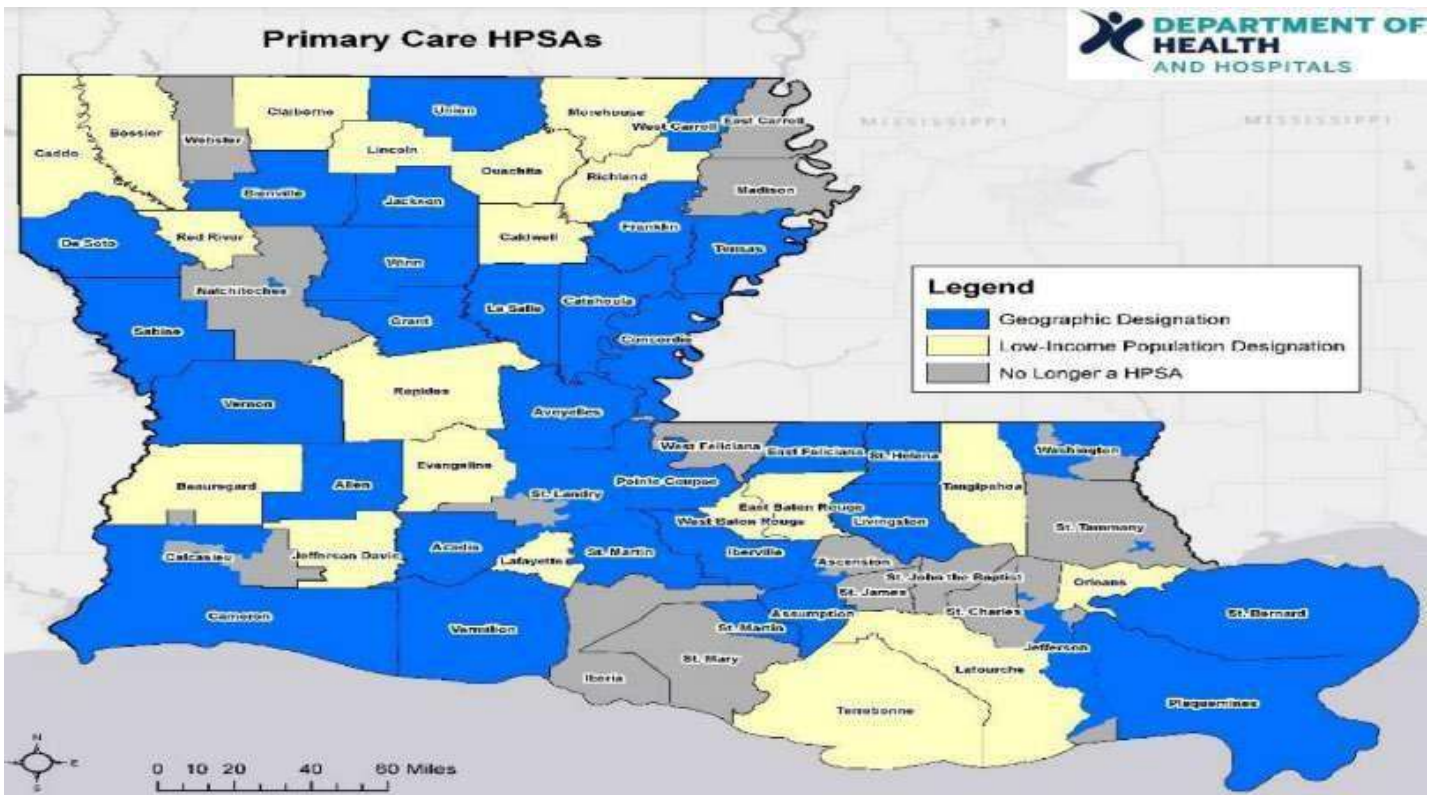 Primary Care HPSAs
DEPARTMENT OF
HEALTH
AND HOSPITALS
Claiborne
Union
Morehouse
West Carroll
East Carroll
MISSISSIPPI
MISSISSIPPI
Bossier
Webster
Lincoln
Caddo
Ouachita
Richland
Madison
Bienville
Jackson
Franklin
De Soto
Red River
Caldwell
Tensas
Winn
Natchitoches
La Salle
Catahoula
Sabine
Grant
Concordia
Legend
Geographic Designation
Low-Income Population Designation
No Longer a HPSA
Rapides
Vernon
Avoyelles
West Feliciana
East Feliciana
St. Helena
Washington
Evangeline
Beauregard
Allen
St. Landry
Pointe Coupee
Tangipahoa
East Baton Rouge
West Baton Rouge
Livingston
St. Tammany
Calcasieu
Jefferson Davis
Acadia
Lafayette
St. Martin
Iberville
Ascension
St. John the Baptist
Orleans
St. James
St. Charles
Cameron
Vermilion
Assumption
St. Martin
St. Bernard
Jefferson
St. Mary
Lafourche
Iberia
Terrebonne
Plaquemines
N
E
S
0 10 20 40 60 Miles